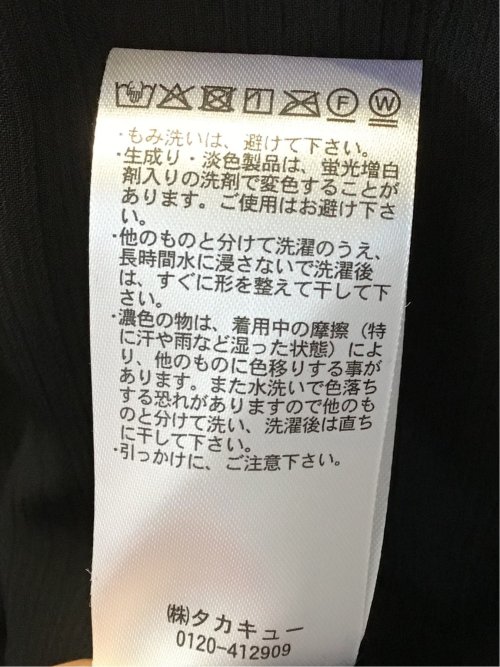 ・もみ洗いは、避けて下さい。
・生成り・淡色製品は、蛍光増白
剤入りの洗剤で変色することが
あります。ご使用はお避け下さ
い。
・他のものと分けて洗濯のうえ、
長時間水に浸さないで洗濯後
は、すぐに形を整えて干して下
さい。
・濃色の物は、着用中の摩擦（特
に汗や雨など湿った状態）によ
り、他のものに色移りする事が
あります。また水洗いで色落ち
する恐れがありますので他のも
のと分けて洗い、洗濯後は直ち
に干して下さい。
・引っかけに、ご注意下さい。
㈱タカキュー
0120-412909